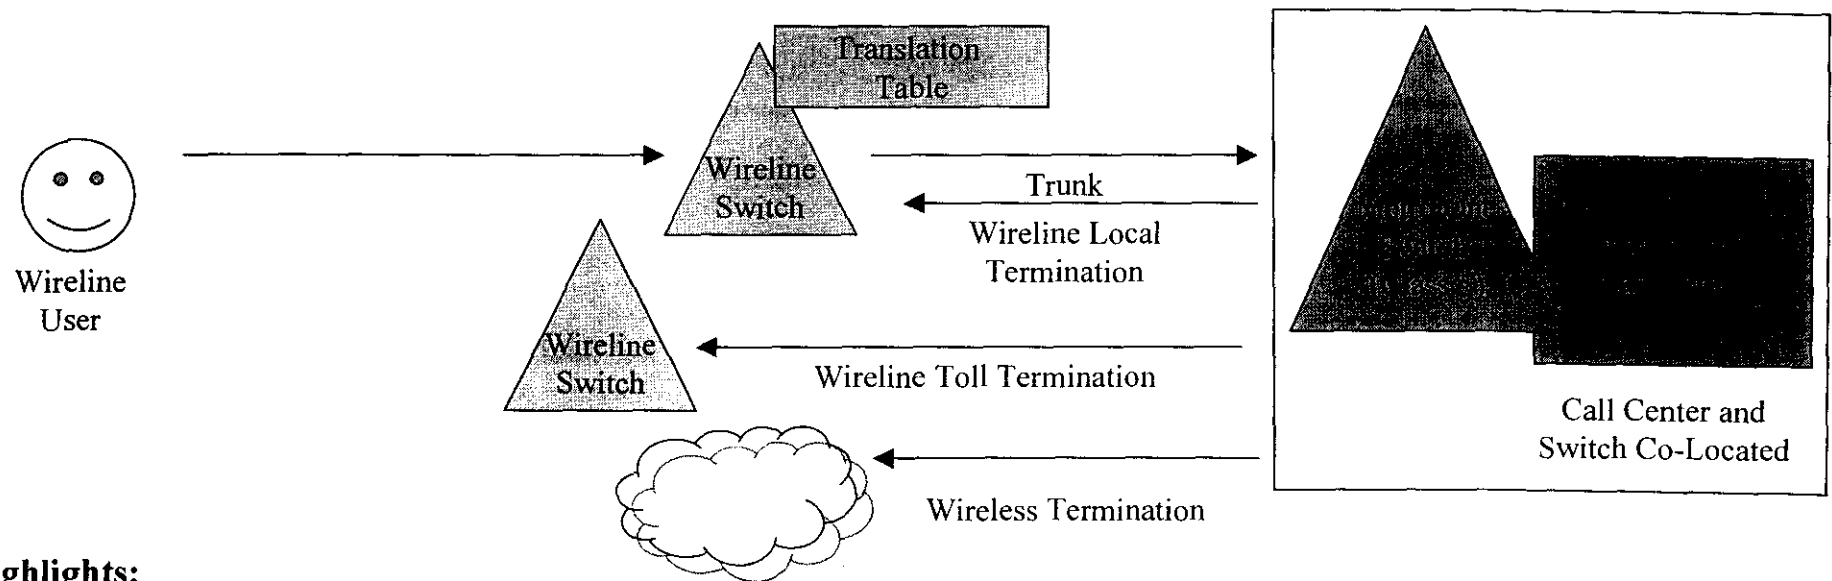 Translation
Table
Wireline
Switch
Trunk
Wireline Local
Termination
Wireline
User
Wireline
Switch
Wireline Toll Termination
Call Center and
Switch Co-Located
Wireless Termination
ghlights: